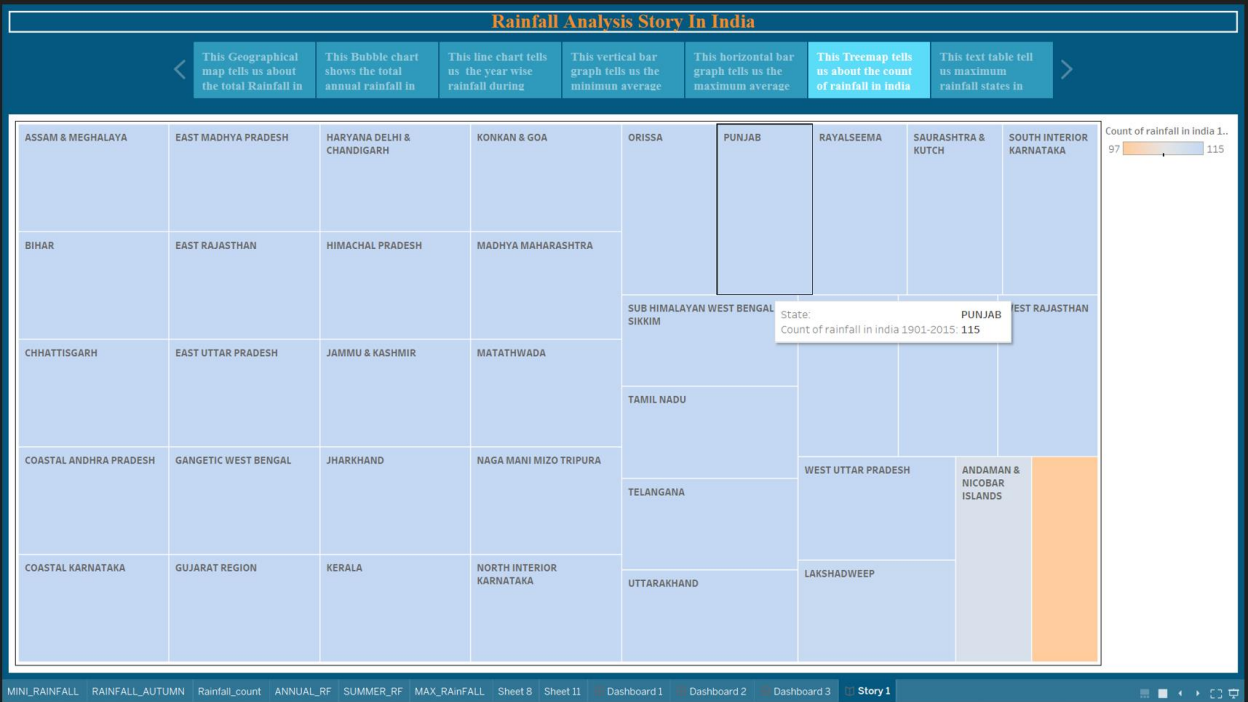 Rainfall Analysis Story In India
This Geographical
map tells us about
the total Rainfall in
This Bubble chart
shows the total
annual rainfall in
This line chart tells
us the year wise
rainfall during
This vertical bar
graph tells us the
minimun average
This horizontal bar
graph tells us the
maximum average
This Treemap tells
us about the count
of rainfall in india
This text table tell
us maximum
rainfall states in
ASSAM & MEGHALAYA
EAST MADHYA PRADESH
HARYANA DELHI &
CHANDIGARH
KONKAN & GOA
ORISSA
PUNJAB
RAYALSEEMA
SAURASHTRA &
KUTCH
SOUTH INTERIOR
KARNATAKA
Count of rainfall in india 1..
97
115
BIHAR
EAST RAJASTHAN
HIMACHAL PRADESH
MADHYA MAHARASHTRA
SUB HIMALAYAN WEST BENGAL
SIKKIM
State: PUNJAB
Count of rainfall in india 1901-2015: 115
EST RAJASTHAN
CHHATTISGARH
EAST UTTAR PRADESH
JAMMU & KASHMIR
MATATHWADA
TAMIL NADU
COASTAL ANDHRA PRADESH
GANGETIC WEST BENGAL
JHARKHAND
NAGA MANI MIZO TRIPURA
TELANGANA
WEST UTTAR PRADESH
ANDAMAN &
NICOBAR
ISLANDS
COASTAL KARNATAKA
GUJARAT REGION
KERALA
NORTH INTERIOR
KARNATAKA
UTTARAKHAND
LAKSHADWEEP
MINI_RAINFALL
RAINFALL_AUTUMN
Rainfall_count
ANNUAL_RF
SUMMER_RF
MAX_RAinFALL
Sheet 8
Sheet 11
Dashboard 1
Dashboard 2
Dashboard 3
Story 1